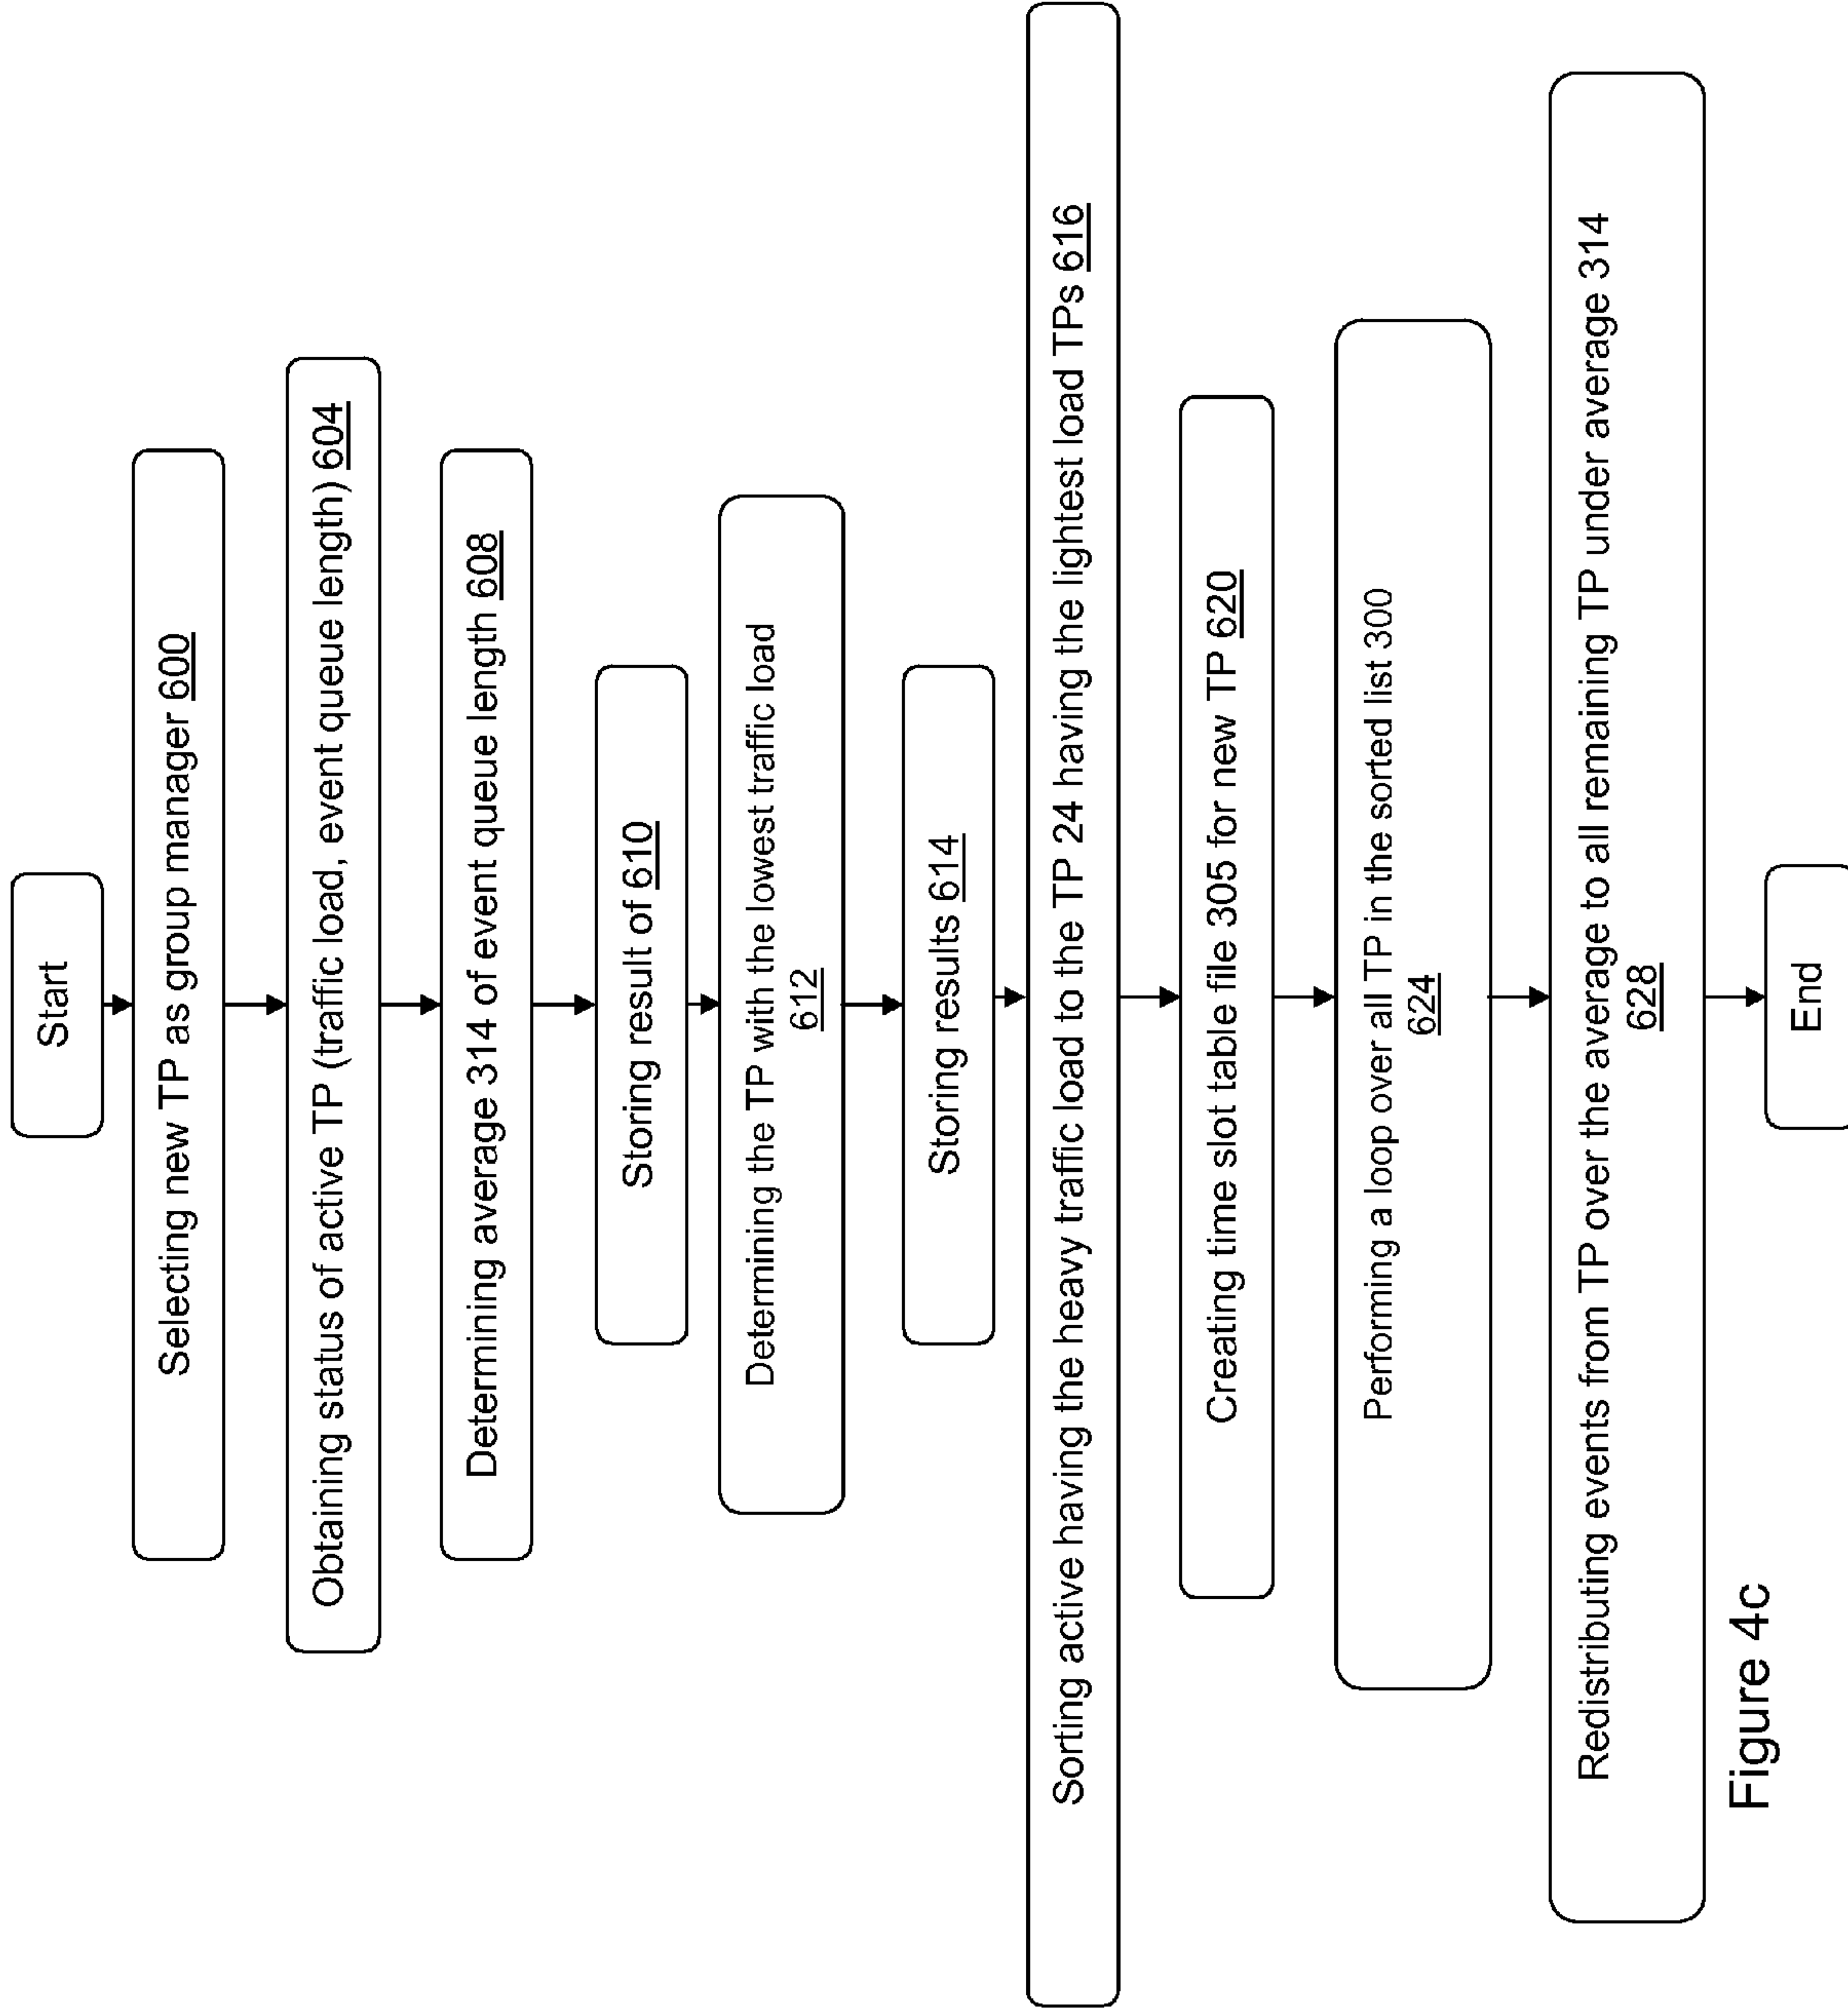 Start
Selecting new TP as group manager 600
Obtaining status of active TP (traffic load, event queue length) 604
Determining average 314 of event queue length 608
Storing result of 610
Determining the TP with the lowest traffic load
612
Storing results 614
Sorting active having the heavy traffic load to the TP 24 having the lightest load TPs 616
Creating time slot table file 305 for new TP 620
Performing a loop over all TP in the sorted list 300
624
Redistributing events from TP over the average to all remaining TP under average 314
628
End
Figure 4c